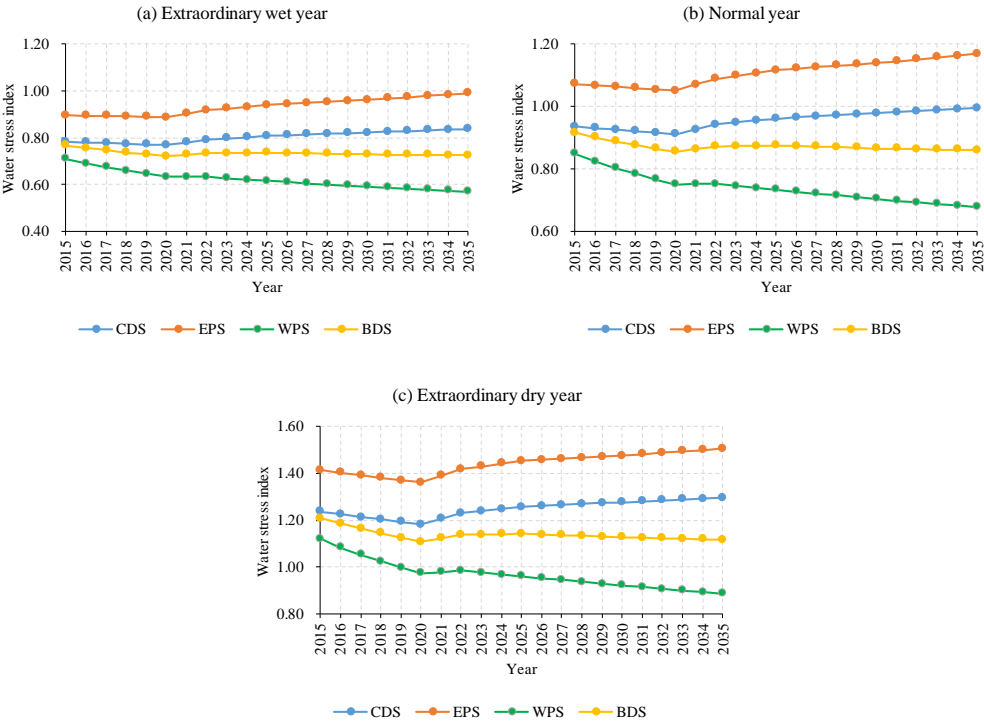 (a) Extraordinary wet year
Water stress index
1.20
1.00
0.80
0.60
0.40
2015 2016 2017 2018 2019 2020 2021 2022 2023 2024 2025 2026 2027 2028 2029 2030 2031 2032 2033 2034 2035
Year
CDS EPS WPS BDS
(b) Normal year
Water stress index
1.20
1.00
0.80
0.60
2015 2016 2017 2018 2019 2020 2021 2022 2023 2024 2025 2026 2027 2028 2029 2030 2031 2032 2033 2034 2035
Year
CDS EPS WPS BDS
(c) Extraordinary dry year
Water stress index
1.60
1.40
1.20
1.00
0.80
2015 2016 2017 2018 2019 2020 2021 2022 2023 2024 2025 2026 2027 2028 2029 2030 2031 2032 2033 2034 2035
Year
CDS EPS WPS BDS